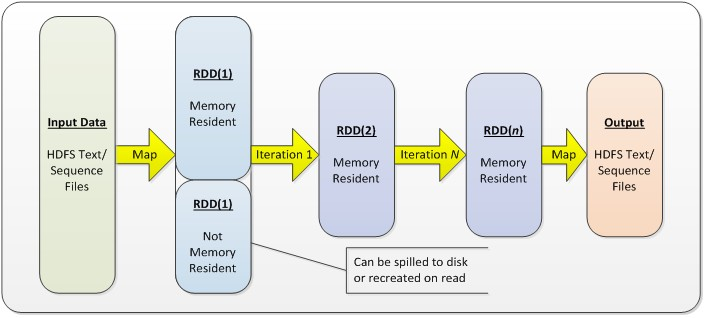 Input Data
HDFS Text/
Sequence
Files
Map
RDD(1)
Memory
Resident
RDD(1)
Not
Memory
Resident
Iteration 1
RDD(2)
Memory
Resident
Iteration N
RDD(n)
Memory
Resident
Map
Output
HDFS Text/
Sequence
Files
Can be spilled to disk
or recreated on read